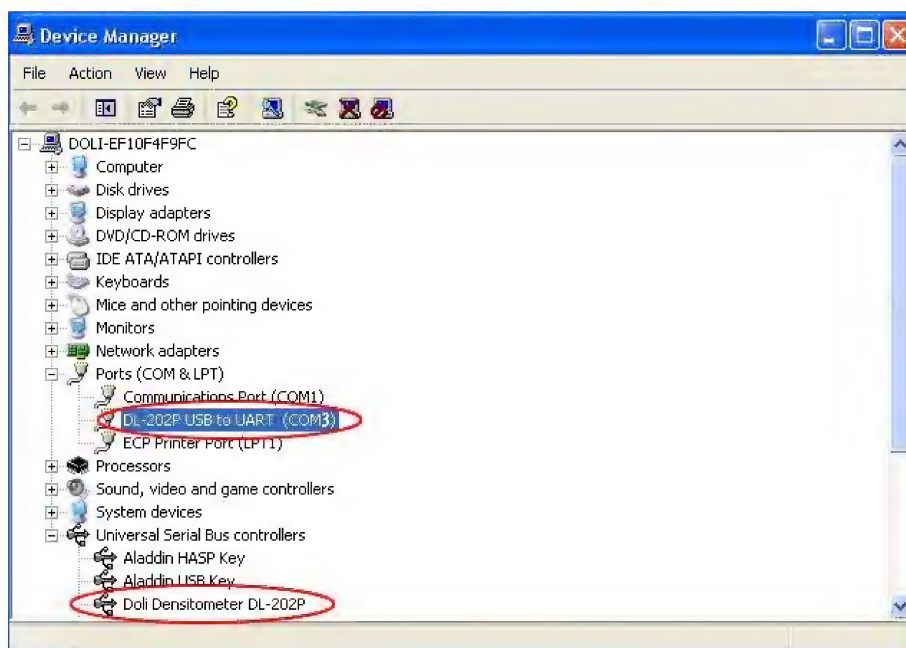 Device Manager
File Action View Help
DOLI-EF10F4F9FC
Computer
Disk drives
Display adapters
DVD/CD-ROM drives
IDE ATA/ATAPI controllers
Keyboards
Mice and other pointing devices
Monitors
Network adapters
Ports (COM & LPT)
Communications Port (COM1)
DL-202P USB to UART (COM3)
ECP Printer Port (LPT1)
Processors
Sound, video and game controllers
System devices
Universal Serial Bus controllers
Aladdin HASP Key
Aladdin USB Key
Doli Densitometer DL-202P